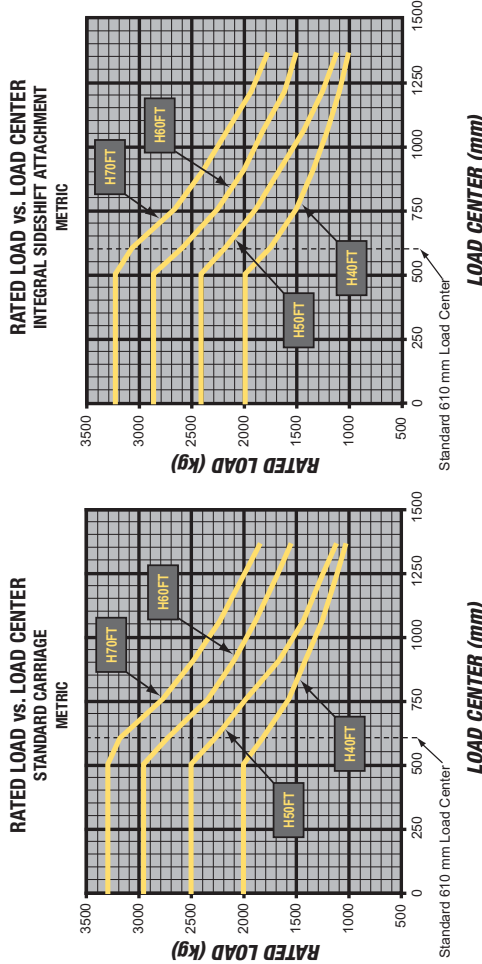 RATED LOAD vs. LOAD CENTER
STANDARD CARRIAGE
METRIC
RATED LOAD (kg)
3500
3000
2500
2000
1500
1000
500
0
250
500
750
1000
1250
1500
H70FT
H60FT
H50FT
H40FT
Standard 610 mm Load Center
LOAD CENTER (mm)
RATED LOAD vs. LOAD CENTER
INTEGRAL SIDESHIFT ATTACHMENT
METRIC
RATED LOAD (kg)
3500
3000
2500
2000
1500
1000
500
0
250
500
750
1000
1250
1500
H70FT
H60FT
H50FT
H40FT
Standard 610 mm Load Center
LOAD CENTER (mm)